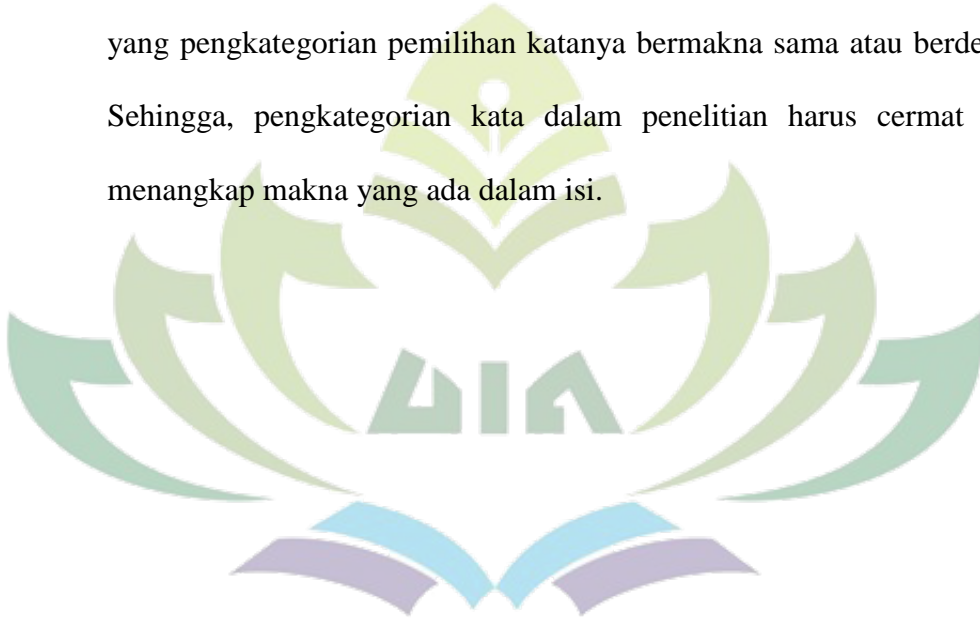 yang pengkategorian pemilihan katanya bermakna sama atau
Sehingga, pengkategorian kata dalam penelitian harus cermat
menangkap makna yang ada dalam isi.
UIN